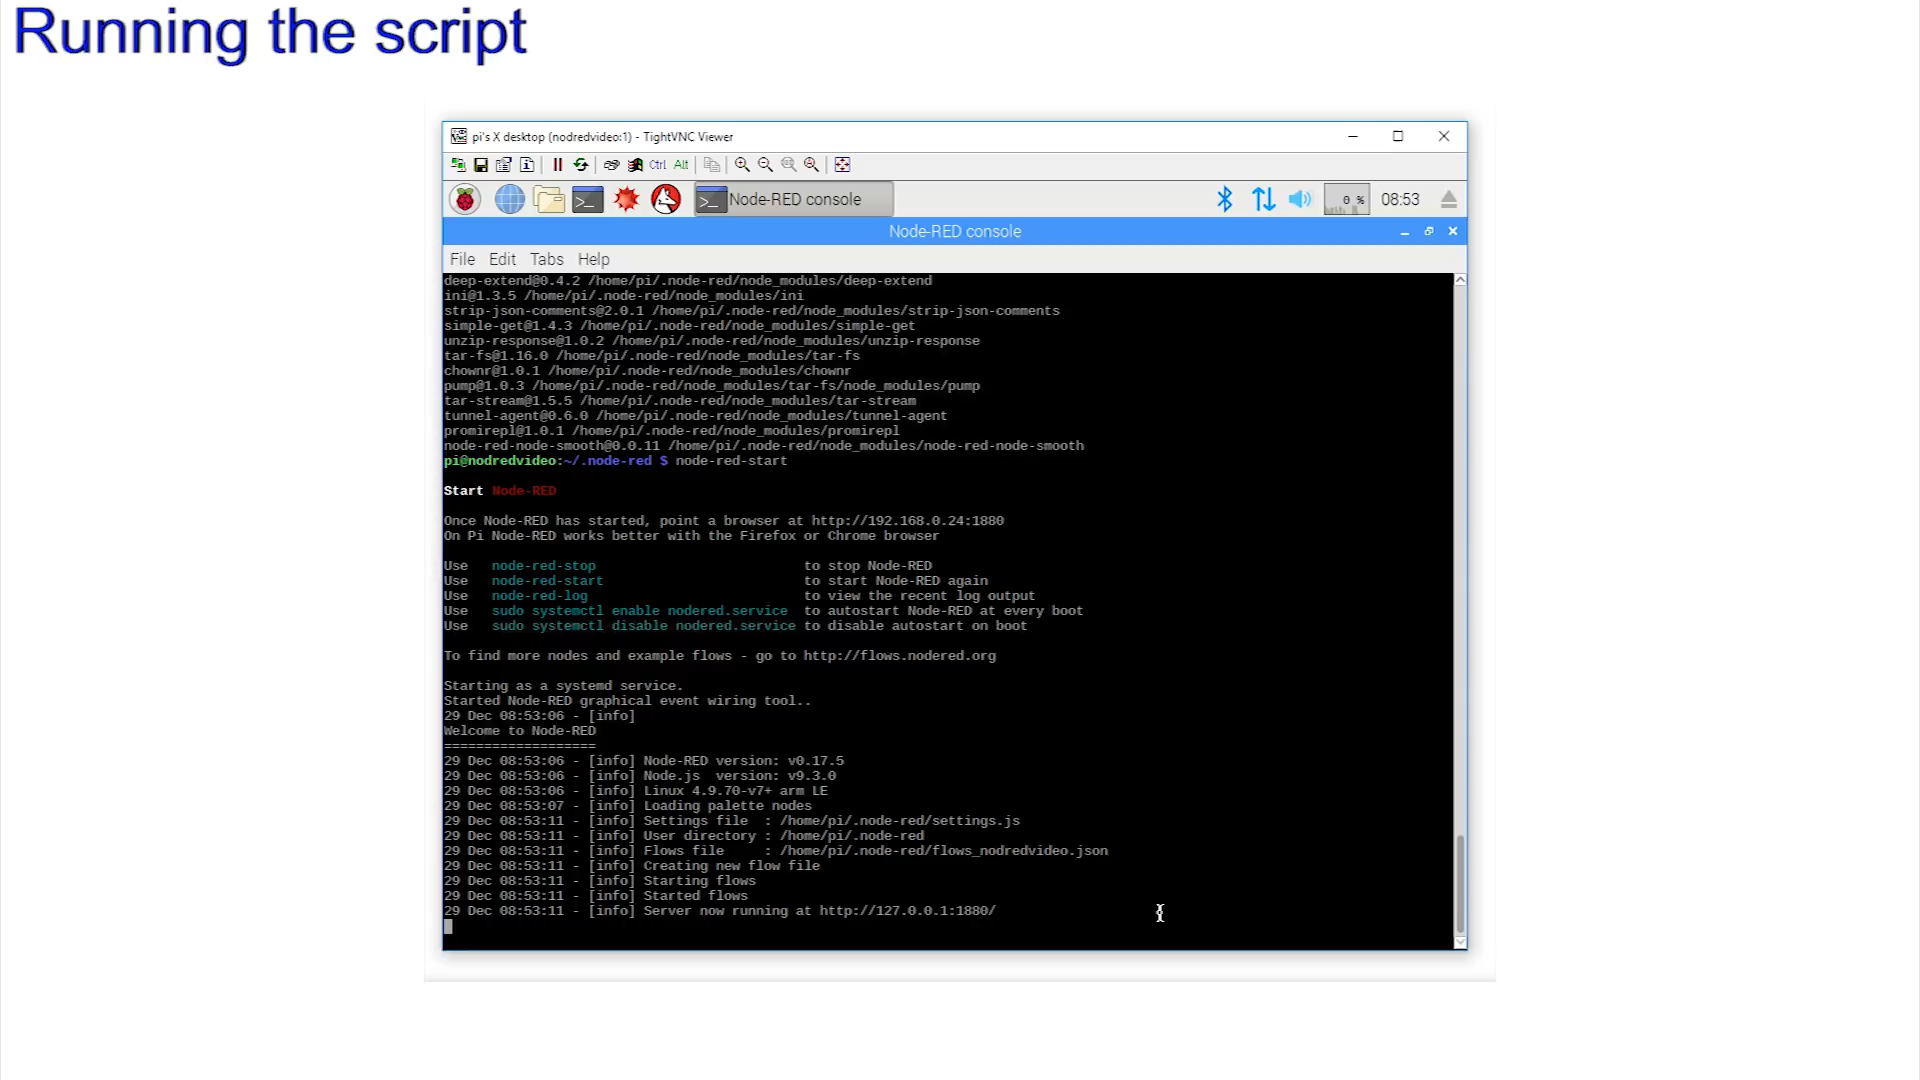 Running the script
pi's X desktop (nodredvideo:1) - TightVNC Viewer
Ctrl Alt
Node-RED console
0 %
08:53
Node-RED console
File Edit Tabs Help
deep-extend@0.4.2 /home/pi/.node-red/node_modules/deep-extend
ini@1.3.5 /home/pi/.node-red/node_modules/ini
strip-json-comments@2.0.1 /home/pi/.node-red/node_modules/strip-json-comments
simple-get@1.4.3 /home/pi/.node-red/node_modules/simple-get
unzip-response@1.0.2 /home/pi/.node-red/node_modules/unzip-response
tar-fs@1.16.0 /home/pi/.node-red/node_modules/tar-fs
chownr@1.0.1 /home/pi/.node-red/node_modules/chownr
pump@1.0.3 /home/pi/.node-red/node_modules/tar-fs/node_modules/pump
tar-stream@1.5.5 /home/pi/.node-red/node_modules/tar-stream
tunnel-agent@0.6.0 /home/pi/.node-red/node_modules/tunnel-agent
promirepl@1.0.1 /home/pi/.node-red/node_modules/promirepl
node-red-node-smooth@0.0.11 /home/pi/.node-red/node_modules/node-red-node-smooth
pi@nodredvideo:~/.node-red $ node-red-start
Start Node-RED
Once Node-RED has started, point a browser at http://192.168.0.24:1880
On Pi Node-RED works better with the Firefox or Chrome browser
Use node-red-stop to stop Node-RED
Use node-red-start to start Node-RED again
Use node-red-log to view the recent log output
Use sudo systemctl enable nodered.service to autostart Node-RED at every boot
Use sudo systemctl disable nodered.service to disable autostart on boot
To find more nodes and example flows - go to http://flows.nodered.org
Starting as a systemd service.
Started Node-RED graphical event wiring tool..
29 Dec 08:53:06 - [info]
Welcome to Node-RED
===================
29 Dec 08:53:06 - [info] Node-RED version: v0.17.5
29 Dec 08:53:06 - [info] Node.js  version: v9.3.0
29 Dec 08:53:06 - [info] Linux 4.9.70-v7+ arm LE
29 Dec 08:53:07 - [info] Loading palette nodes
29 Dec 08:53:11 - [info] Settings file  : /home/pi/.node-red/settings.js
29 Dec 08:53:11 - [info] User directory : /home/pi/.node-red
29 Dec 08:53:11 - [info] Flows file     : /home/pi/.node-red/flows_nodredvideo.json
29 Dec 08:53:11 - [info] Creating new flow file
29 Dec 08:53:11 - [info] Starting flows
29 Dec 08:53:11 - [info] Started flows
29 Dec 08:53:11 - [info] Server now running at http://127.0.0.1:1880/